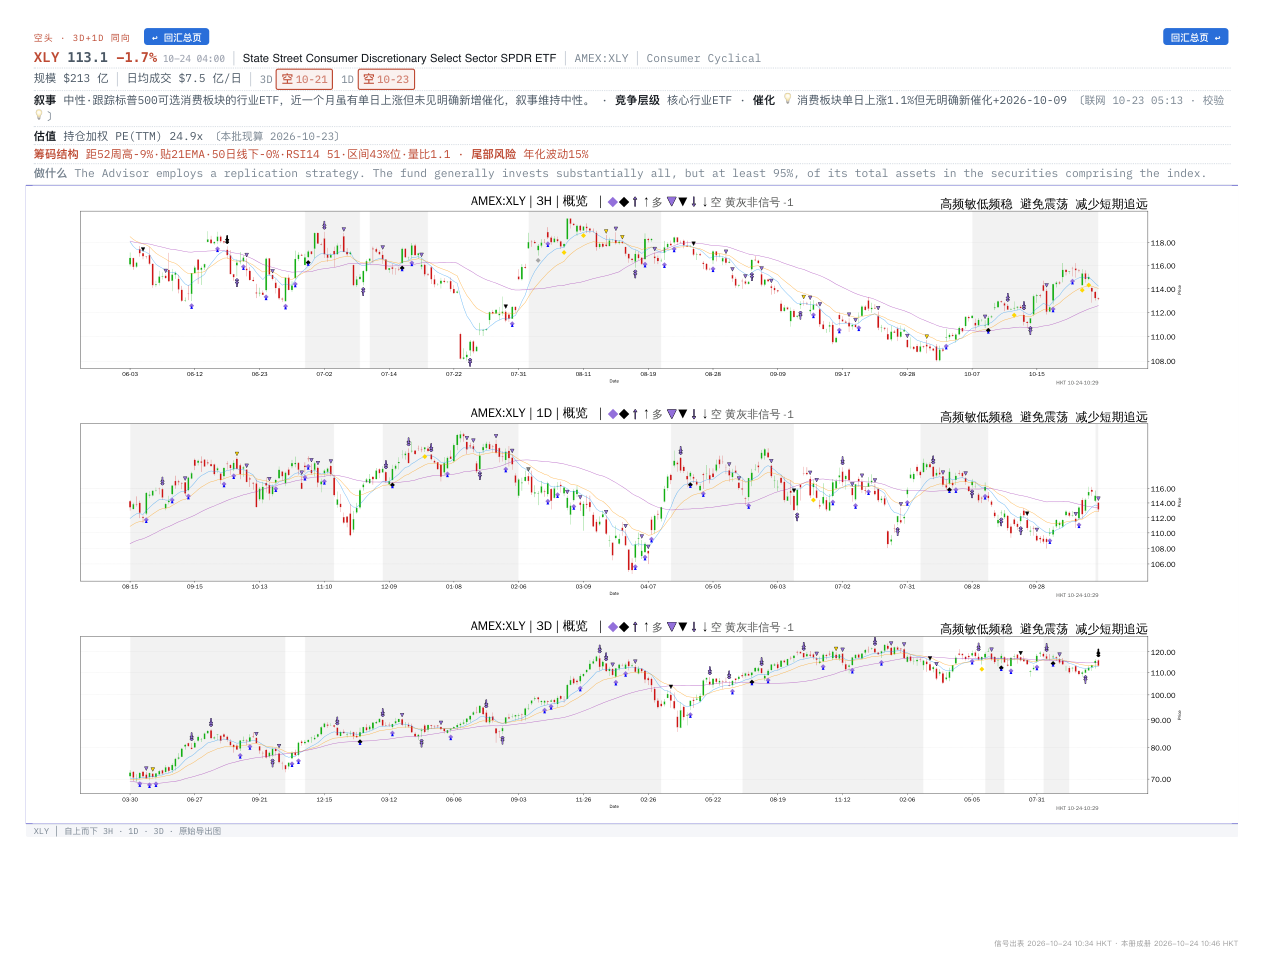 空头 · 3D+1D 同向 ↩ 回汇总页 回汇总页 ↩
XLY 113.1 −1.7% 10−24 04:00 │ State Street Consumer Discretionary Select Sector SPDR ETF │ AMEX:XLY │ Consumer Cyclical
规模 $213 亿 │ 日均成交 $7.5 亿/日 │ 3D 空 10-21 1D 空 10-23
叙事 中性·跟踪标普500可选消费板块的行业ETF, 近一个月虽有单日上涨但未见明确新增催化, 叙事维持中性。 · 竞争层级 核心行业ETF · 催化 💡 消费板块单日上涨1.1%但无明确新催化+2026-10-09 〔联网 10-23 05:13 · 校验
💡〕
估值 持仓加权 PE(TTM) 24.9x 〔本批现算 2026-10-23〕
筹码结构 距52周高-9%·贴21EMA·50日线下-0%·RSI14 51·区间43%位·量比1.1 · 尾部风险 年化波动15%
做什么 The Advisor employs a replication strategy. The fund generally invests substantially all, but at least 95%, of its total assets in the securities comprising the index.
AMEX:XLY | 3H | 概览 | ◆◆↑↑多 ▼▼↓↓空 黄灰非信号 ·1 高频敏低频稳 避免震荡 减少短期追远
118.00
116.00
114.00
112.00
110.00
108.00
Price
06-03 06-12 06-23 07-02 07-14 07-22 07-31 08-11 08-19 08-28 09-09 09-17 09-28 10-07 10-15
Date
HKT 10-24-10:29
AMEX:XLY | 1D | 概览 | ◆◆↑↑多 ▼▼↓↓空 黄灰非信号 ·1 高频敏低频稳 避免震荡 减少短期追远
116.00
114.00
112.00
110.00
108.00
106.00
Price
08-15 09-15 10-13 11-10 12-09 01-08 02-06 03-09 04-07 05-05 06-03 07-02 07-31 08-28 09-28
Date
HKT 10-24-10:29
AMEX:XLY | 3D | 概览 | ◆◆↑↑多 ▼▼↓↓空 黄灰非信号 ·1 高频敏低频稳 避免震荡 减少短期追远
120.00
110.00
100.00
90.00
80.00
70.00
Price
03-30 06-27 09-21 12-15 03-12 06-06 09-03 11-26 02-26 05-22 08-19 11-12 02-06 05-05 07-31
Date
HKT 10-24-10:29
XLY │ 自上而下 3H · 1D · 3D · 原始导出图
信号出表 2026-10-24 10:34 HKT · 本册成册 2026-10-24 10:46 HKT